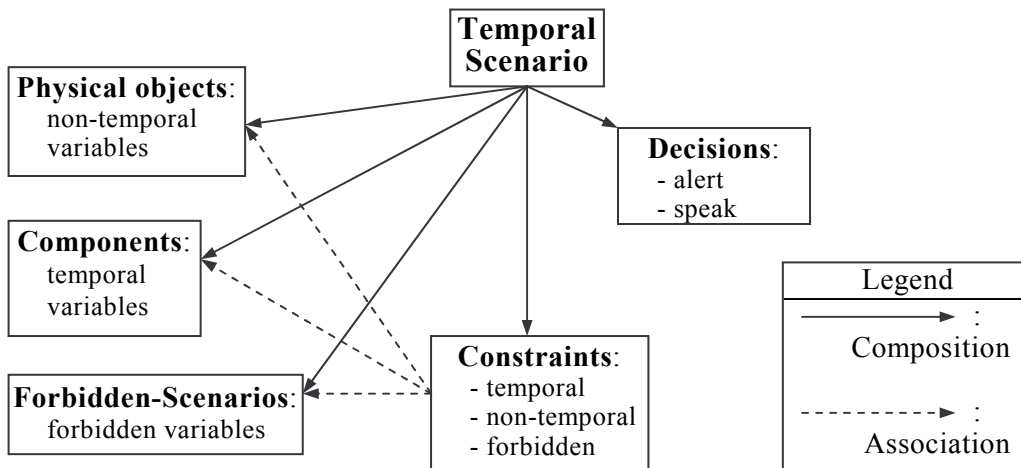 Temporal
Scenario
Physical objects:
non-temporal
variables
Decisions:
- alert
- speak
Components:
temporal
variables
Forbidden-Scenarios:
forbidden variables
Constraints:
- temporal
- non-temporal
- forbidden
Legend
:
Composition
:
Association